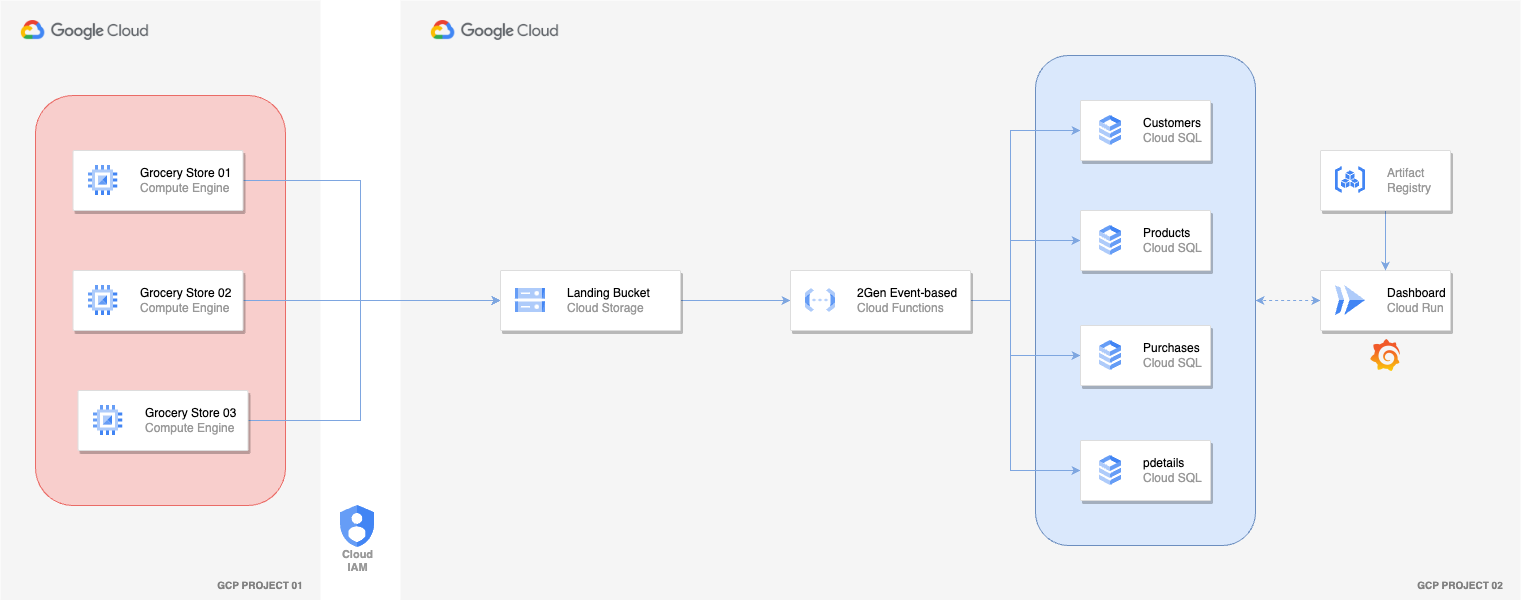 Google Cloud
Google Cloud
Grocery Store 01
Compute Engine
Grocery Store 02
Compute Engine
Grocery Store 03
Compute Engine
Cloud
IAM
GCP PROJECT 01
Landing Bucket
Cloud Storage
2Gen Event-based
Cloud Functions
Customers
Cloud SQL
Products
Cloud SQL
Purchases
Cloud SQL
pdetails
Cloud SQL
Artifact
Registry
Dashboard
Cloud Run
GCP PROJECT 02